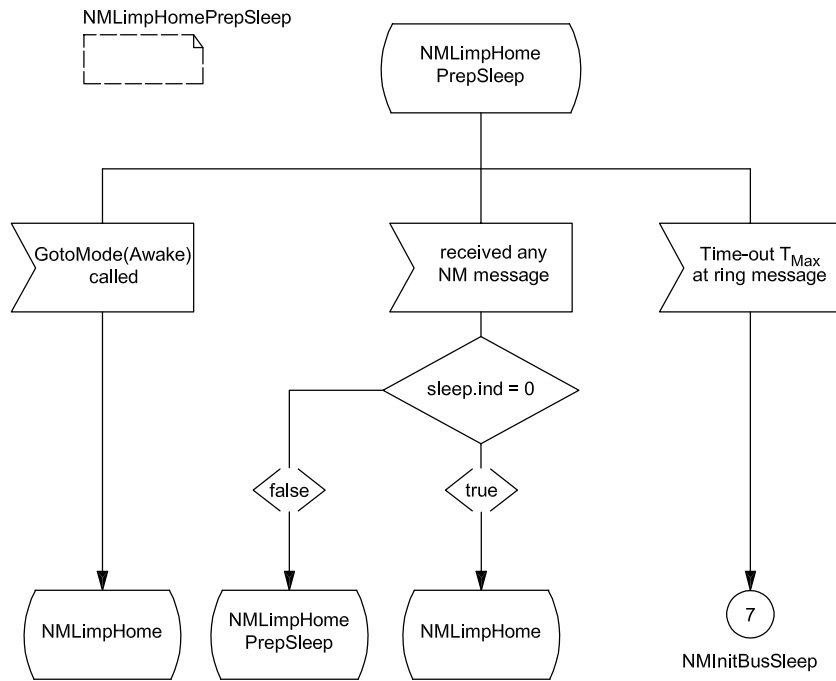 NMLimpHomePrepSleep
NMLimpHome
PrepSleep
GotoMode(Awake)
called
received any
NM message
Time-out TMax
at ring message
sleep.ind = 0
false
true
NMLimpHome
NMLimpHome
PrepSleep
NMLimpHome
7
NMInitBusSleep